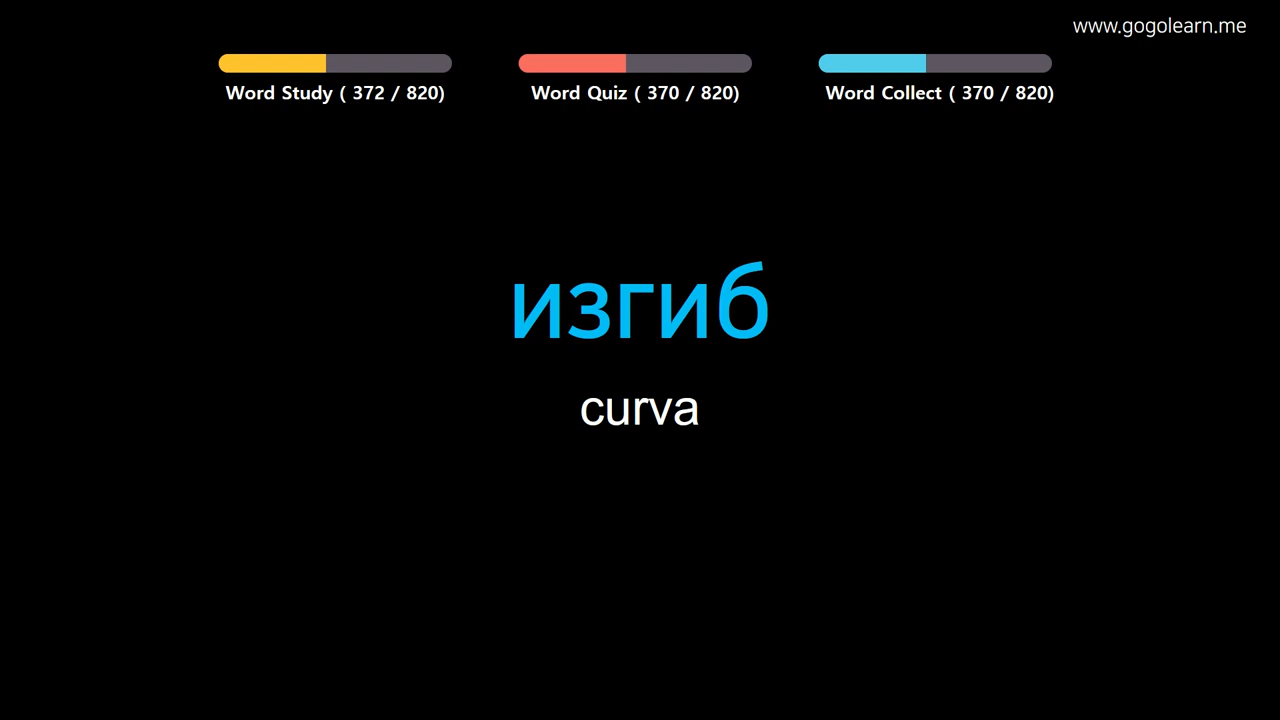 www.gogolearn.me
Word Study ( 372 / 820) Word Quiz ( 370 / 820) Word Collect ( 370 / 820)
изгиб
curva